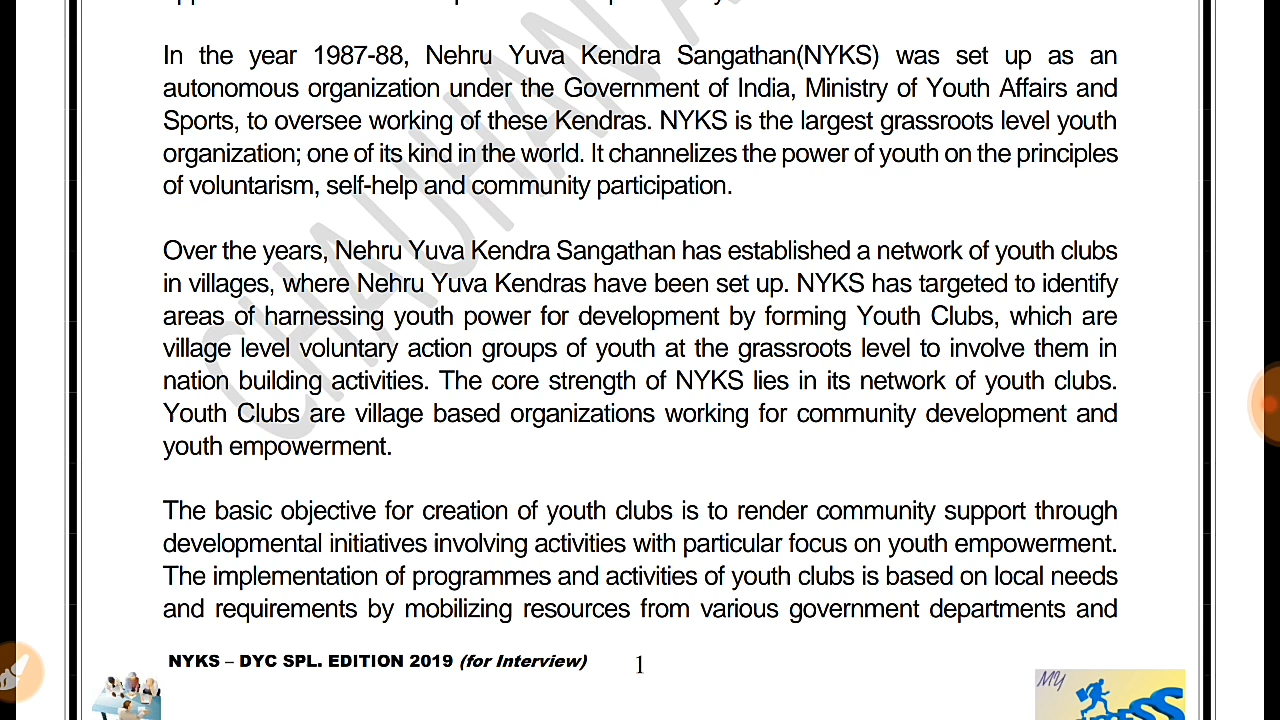 In the year 1987-88, Nehru Yuva Kendra Sangathan(NYKS) was set up as an
autonomous organization under the Government of India, Ministry of Youth Affairs and
Sports, to oversee working of these Kendras. NYKS is the largest grassroots level youth
organization; one of its kind in the world. It channelizes the power of youth on the principles
of voluntarism, self-help and community participation.
Over the years, Nehru Yuva Kendra Sangathan has established a network of youth clubs
in villages, where Nehru Yuva Kendras have been set up. NYKS has targeted to identify
areas of harnessing youth power for development by forming Youth Clubs, which are
village level voluntary action groups of youth at the grassroots level to involve them in
nation building activities. The core strength of NYKS lies in its network of youth clubs.
Youth Clubs are village based organizations working for community development and
youth empowerment.
The basic objective for creation of youth clubs is to render community support through
developmental initiatives involving activities with particular focus on youth empowerment.
The implementation of programmes and activities of youth clubs is based on local needs
and requirements by mobilizing resources from various government departments and
NYKS – DYC SPL. EDITION 2019 (for Interview) 1
MY
CHAUHAN